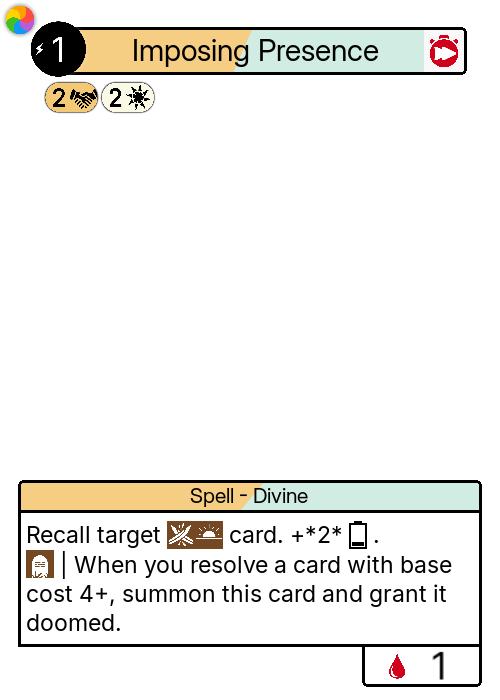 1 Imposing Presence
2 2
Spell - Divine
Recall target card. +*2* .
| When you resolve a card with base
cost 4+, summon this card and grant it
doomed.
1